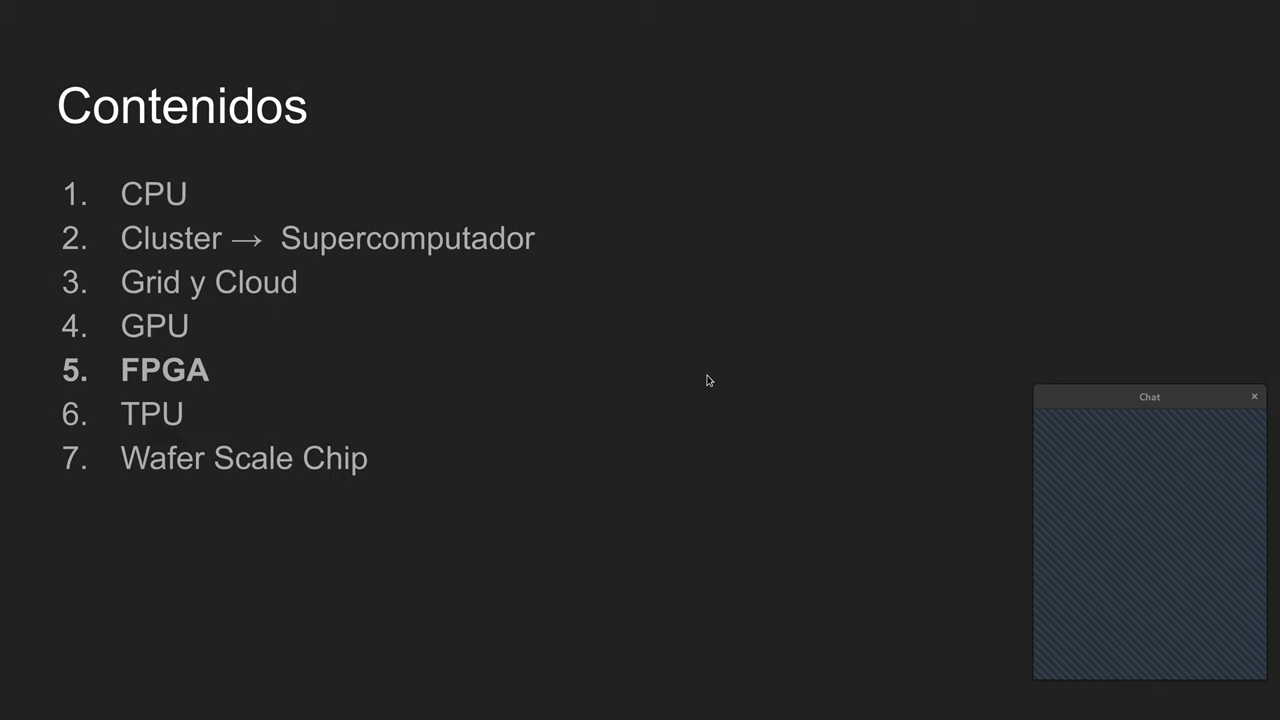 Contenidos
1. CPU
2. Cluster → Supercomputador
3. Grid y Cloud
4. GPU
5. FPGA
6. TPU
7. Wafer Scale Chip
Chat ×